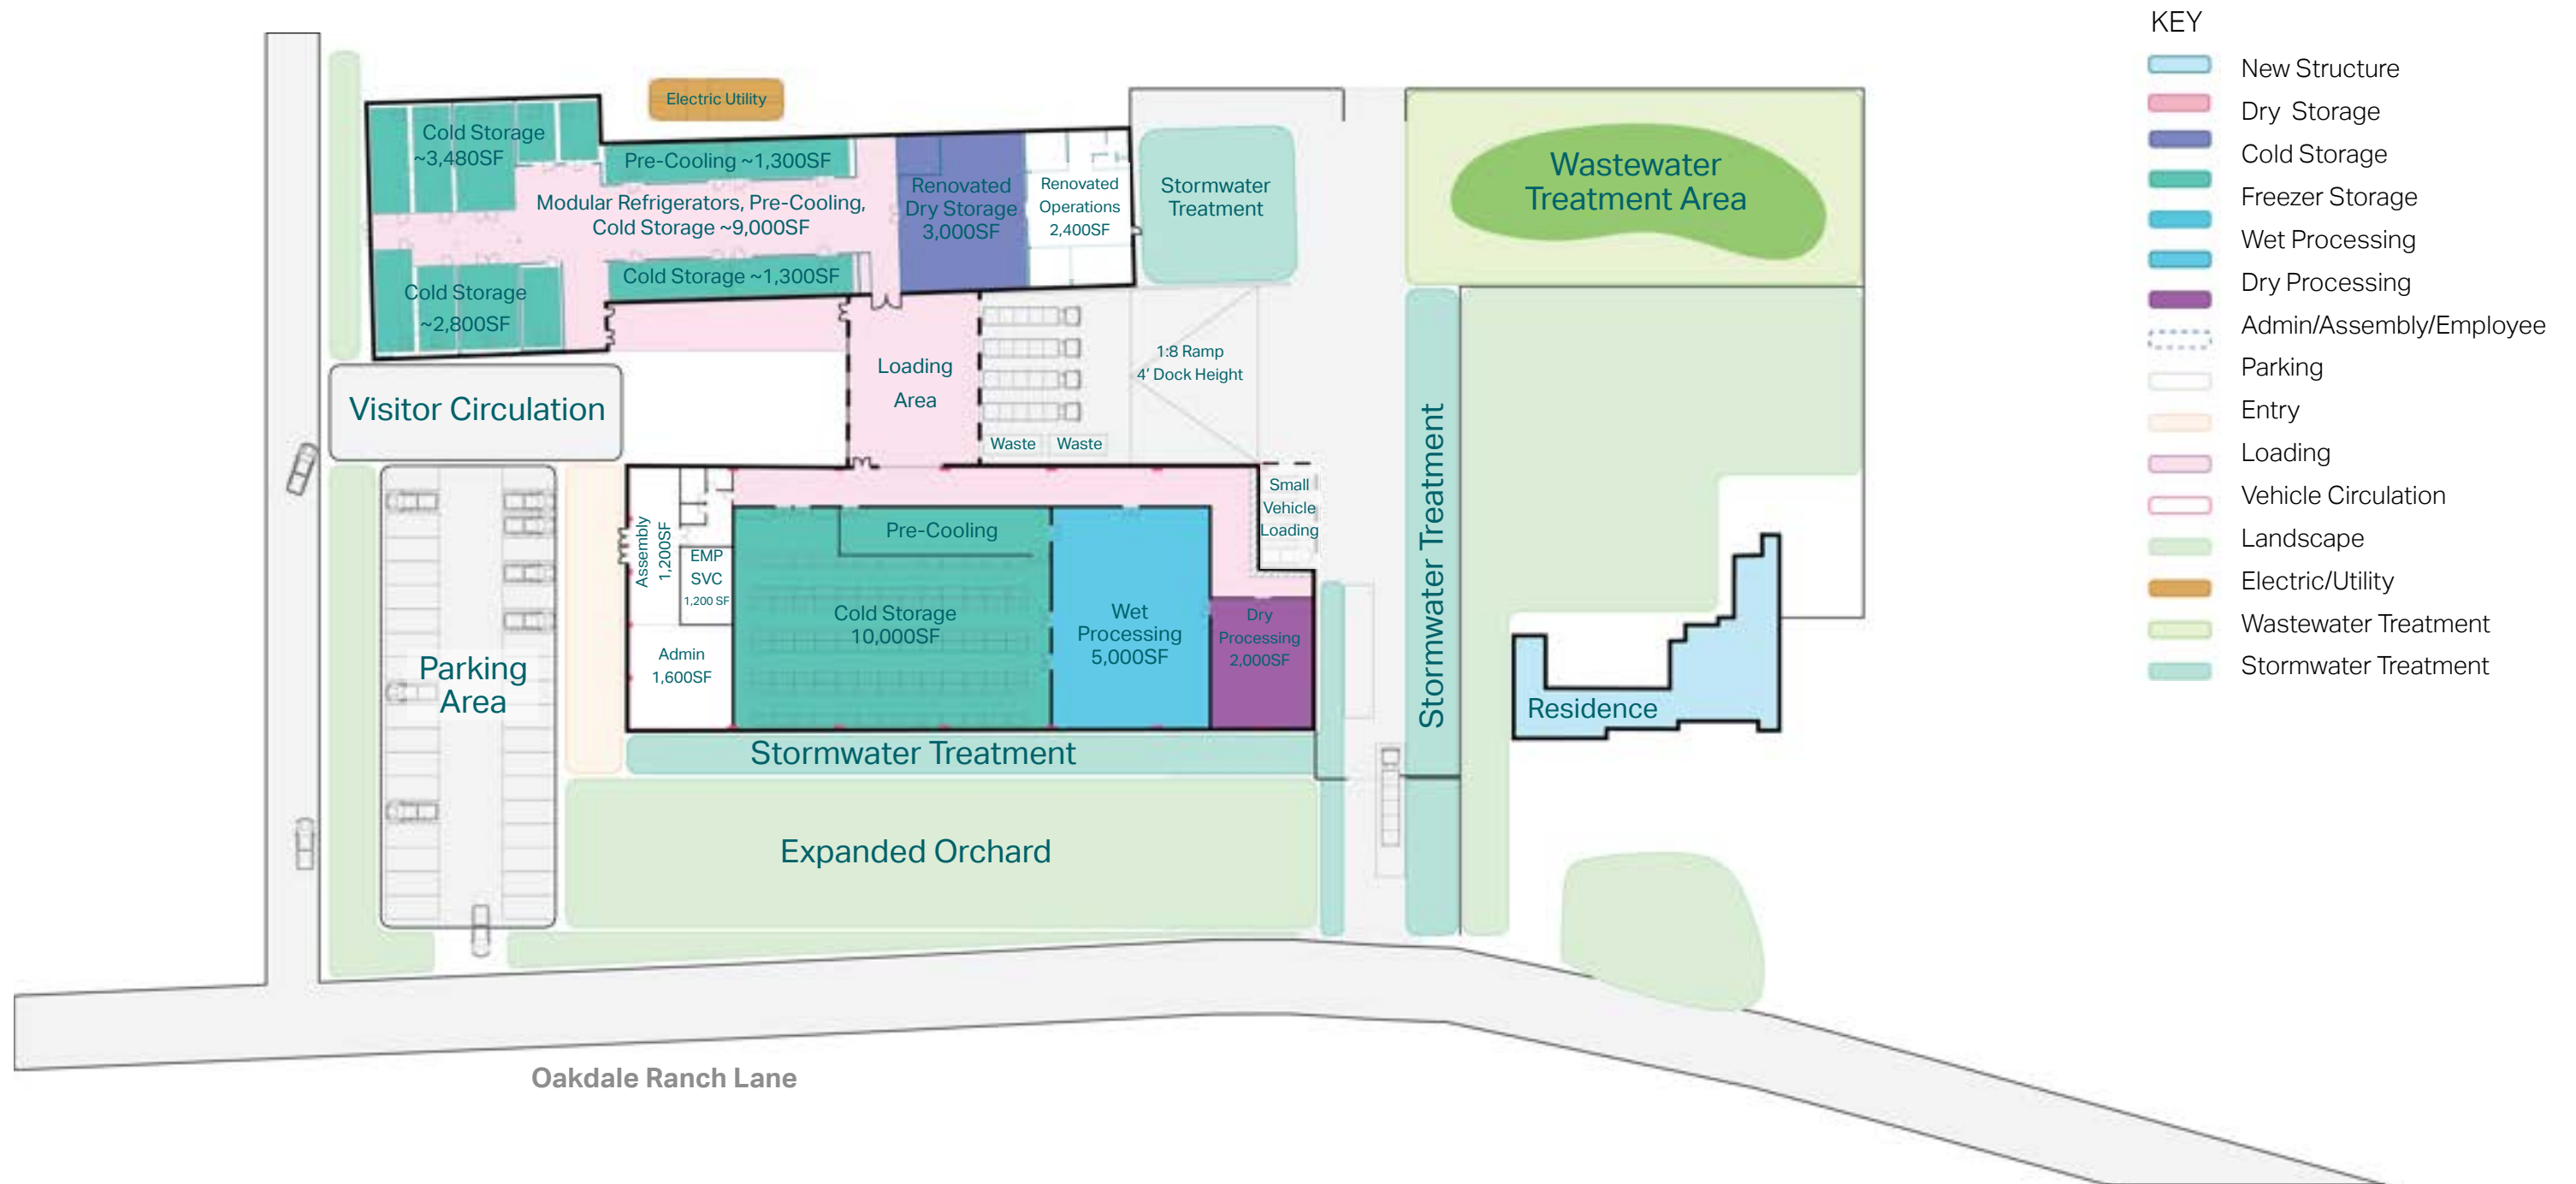 KEY
New Structure
Dry Storage
Cold Storage
Freezer Storage
Wet Processing
Dry Processing
Admin/Assembly/Employee
Parking
Entry
Loading
Vehicle Circulation
Landscape
Electric/Utility
Wastewater Treatment
Stormwater Treatment
Electric Utility
Cold Storage
~3,480SF
Pre-Cooling ~1,300SF
Modular Refrigerators, Pre-Cooling,
Cold Storage ~9,000SF
Cold Storage ~1,300SF
Cold Storage
~2,800SF
Renovated
Dry Storage
3,000SF
Renovated
Operations
2,400SF
Stormwater
Treatment
Wastewater
Treatment Area
Visitor Circulation
Loading
Area
1:8 Ramp
4' Dock Height
Waste
Waste
Small
Vehicle
Loading
Stormwater Treatment
Assembly
1,200SF
EMP
SVC
1,200 SF
Admin
1,600SF
Pre-Cooling
Cold Storage
10,000SF
Wet
Processing
5,000SF
Dry
Processing
2,000SF
Parking
Area
Residence
Stormwater Treatment
Expanded Orchard
Oakdale Ranch Lane